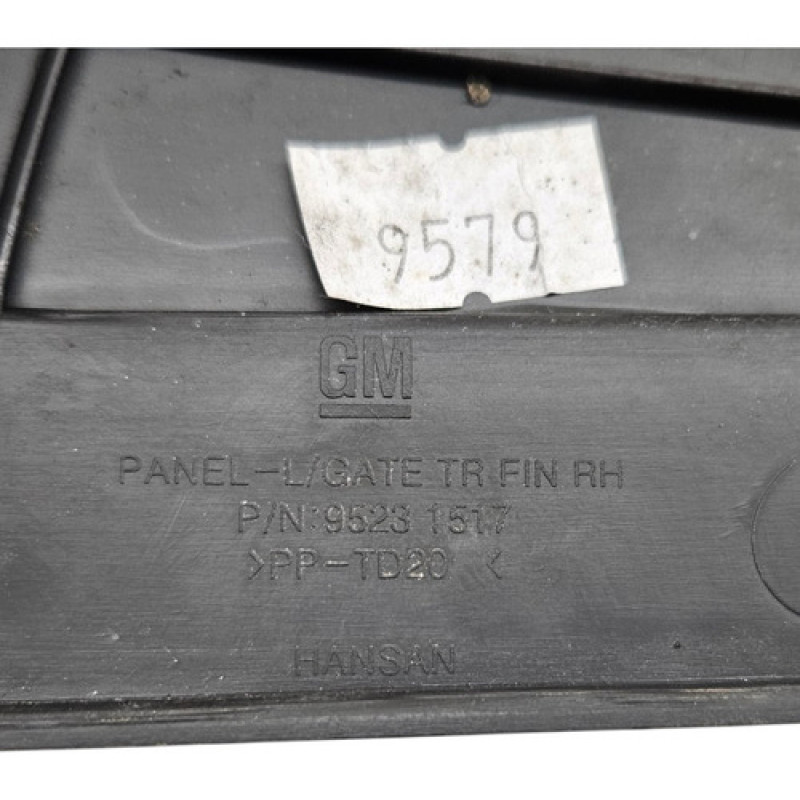 9579
GM
PANEL-L/GATE TR FIN RH
P/N:9523 1517
>PP-TD20 <
HANSAN